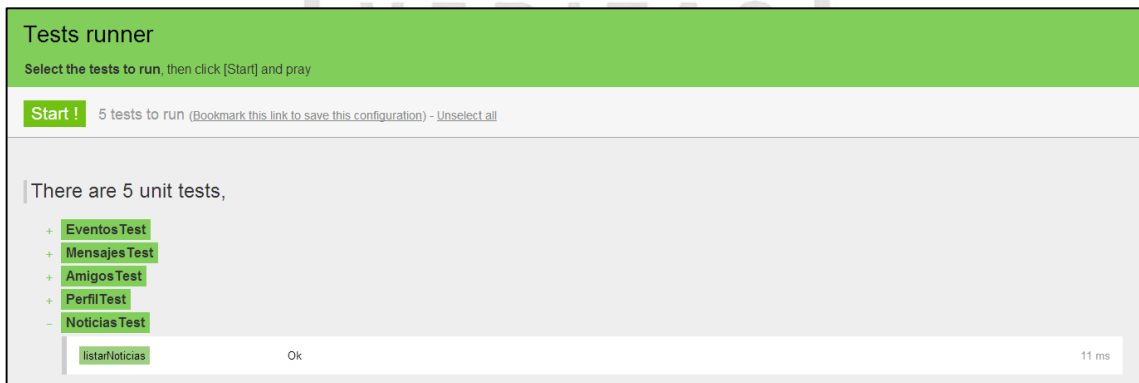 Tests runner
Select the tests to run, then click [Start] and pray
Start ! 5 tests to run (Bookmark this link to save this configuration) - Unselect all
There are 5 unit tests,
+ EventosTest
+ MensajesTest
+ AmigosTest
+ PerfilTest
- NoticiasTest
listarNoticias Ok 11 ms